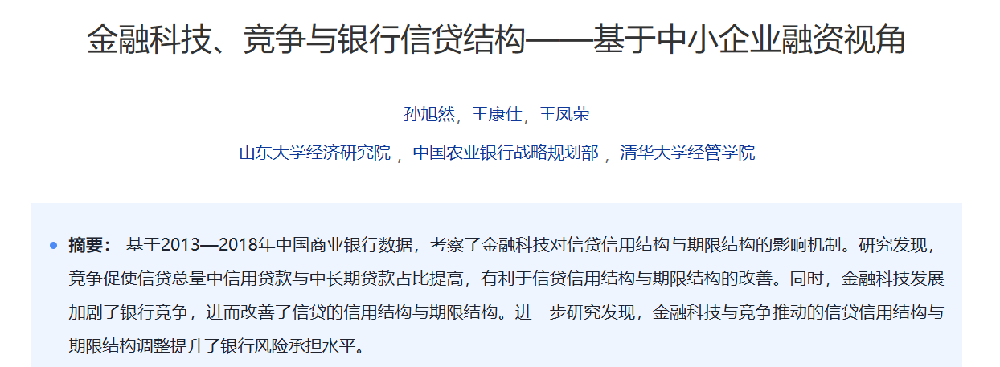 金融科技、竞争与银行信贷结构——基于中小企业融资视角
孙旭然，王康仕，王凤荣
山东大学经济研究院 ，中国农业银行战略规划部 ，清华大学经管学院
摘要： 基于2013—2018年中国商业银行数据，考察了金融科技对信贷信用结构与期限结构的影响机制。研究发现，
竞争促使信贷总量中信用贷款与中长期贷款占比提高，有利于信贷信用结构与期限结构的改善。同时，金融科技发展
加剧了银行竞争，进而改善了信贷的信用结构与期限结构。进一步研究发现，金融科技与竞争推动的信贷信用结构与
期限结构调整提升了银行风险承担水平。